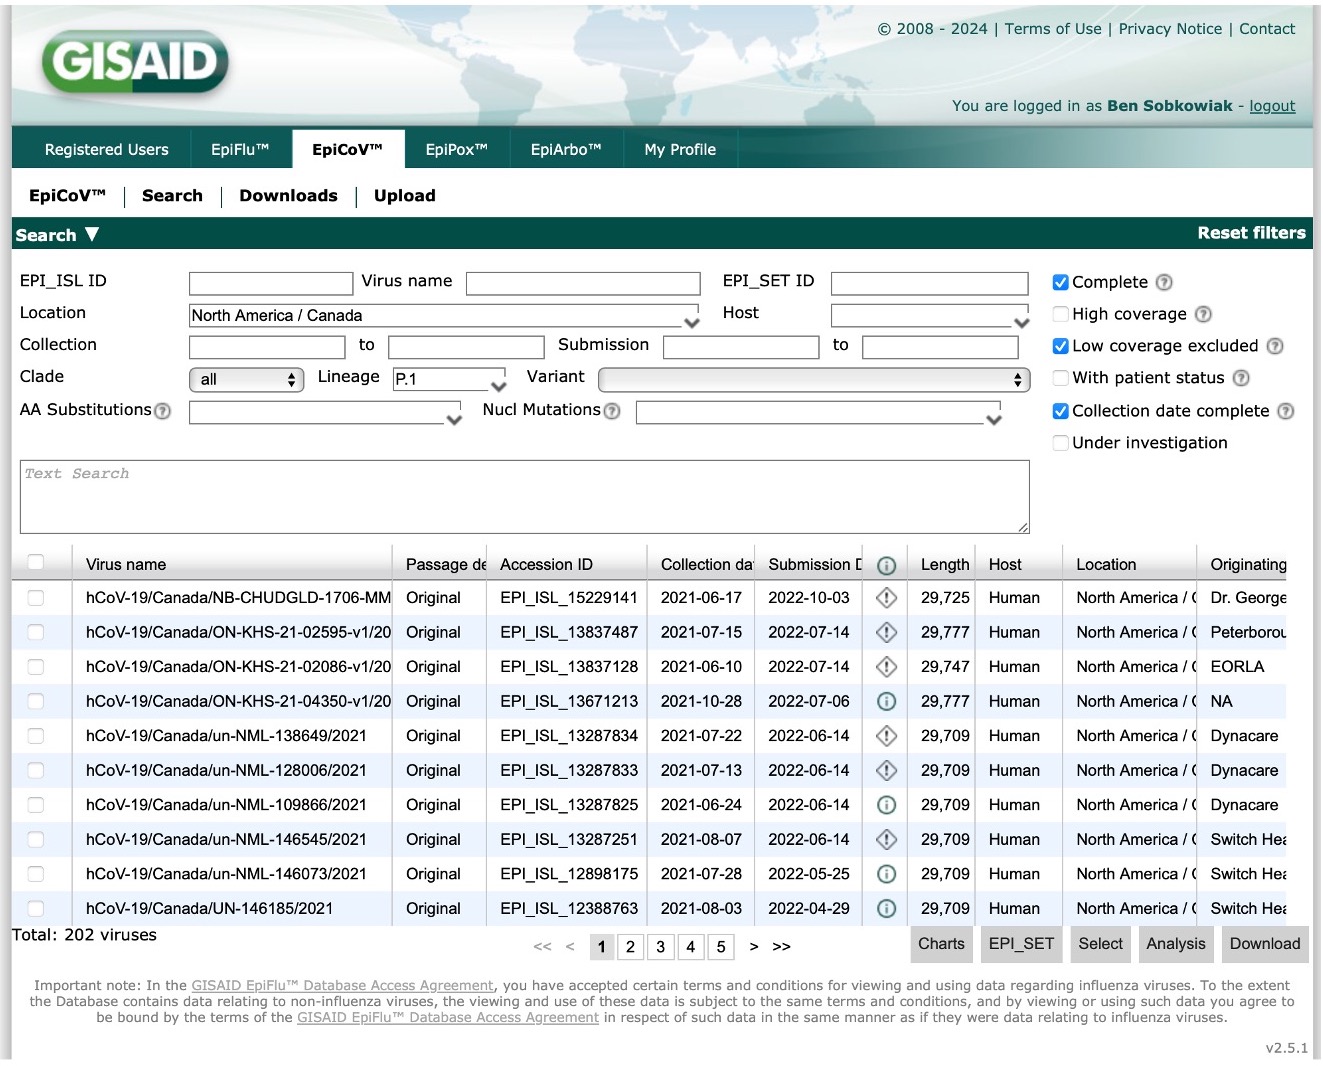 © 2008 - 2024 | Terms of Use | Privacy Notice | Contact
GISAID
You are logged in as Ben Sobkowiak - logout
Registered Users EpiFlu™ EpiCoV™ EpiPox™ EpiArbo™ My Profile
EpiCoV™ Search Downloads Upload
Search ▼ Reset filters
EPI_ISL ID Virus name EPI_SET ID Complete ?
Location North America / Canada Host High coverage ?
Collection to Submission to Low coverage excluded ?
Clade all Lineage P.1 Variant With patient status ?
AA Substitutions ? Nucl Mutations ? Collection date complete ?
Under investigation
Text Search
Virus name Passage de Accession ID Collection da Submission D Length Host Location Originating
hCoV-19/Canada/NB-CHUDGLD-1706-MM Original EPI_ISL_15229141 2021-06-17 2022-10-03 29,725 Human North America / C Dr. George
hCoV-19/Canada/ON-KHS-21-02595-v1/20 Original EPI_ISL_13837487 2021-07-15 2022-07-14 29,777 Human North America / C Peterborou
hCoV-19/Canada/ON-KHS-21-02086-v1/20 Original EPI_ISL_13837128 2021-06-10 2022-07-14 29,747 Human North America / C EORLA
hCoV-19/Canada/ON-KHS-21-04350-v1/20 Original EPI_ISL_13671213 2021-10-28 2022-07-06 29,777 Human North America / C NA
hCoV-19/Canada/un-NML-138649/2021 Original EPI_ISL_13287834 2021-07-22 2022-06-14 29,709 Human North America / C Dynacare
hCoV-19/Canada/un-NML-128006/2021 Original EPI_ISL_13287833 2021-07-13 2022-06-14 29,709 Human North America / C Dynacare
hCoV-19/Canada/un-NML-109866/2021 Original EPI_ISL_13287825 2021-06-24 2022-06-14 29,709 Human North America / C Dynacare
hCoV-19/Canada/un-NML-146545/2021 Original EPI_ISL_13287251 2021-08-07 2022-06-14 29,709 Human North America / C Switch Hea
hCoV-19/Canada/un-NML-146073/2021 Original EPI_ISL_12898175 2021-07-28 2022-05-25 29,709 Human North America / C Switch Hea
hCoV-19/Canada/UN-146185/2021 Original EPI_ISL_12388763 2021-08-03 2022-04-29 29,709 Human North America / C Switch Hea
Total: 202 viruses << < 1 2 3 4 5 > >> Charts EPI_SET Select Analysis Download
Important note: In the GISAID EpiFlu™ Database Access Agreement, you have accepted certain terms and conditions for viewing and using data regarding influenza viruses. To the extent
the Database contains data relating to non-influenza viruses, the viewing and use of these data is subject to the same terms and conditions, and by viewing or using such data you agree to
be bound by the terms of the GISAID EpiFlu™ Database Access Agreement in respect of such data in the same manner as if they were data relating to influenza viruses.
v2.5.1